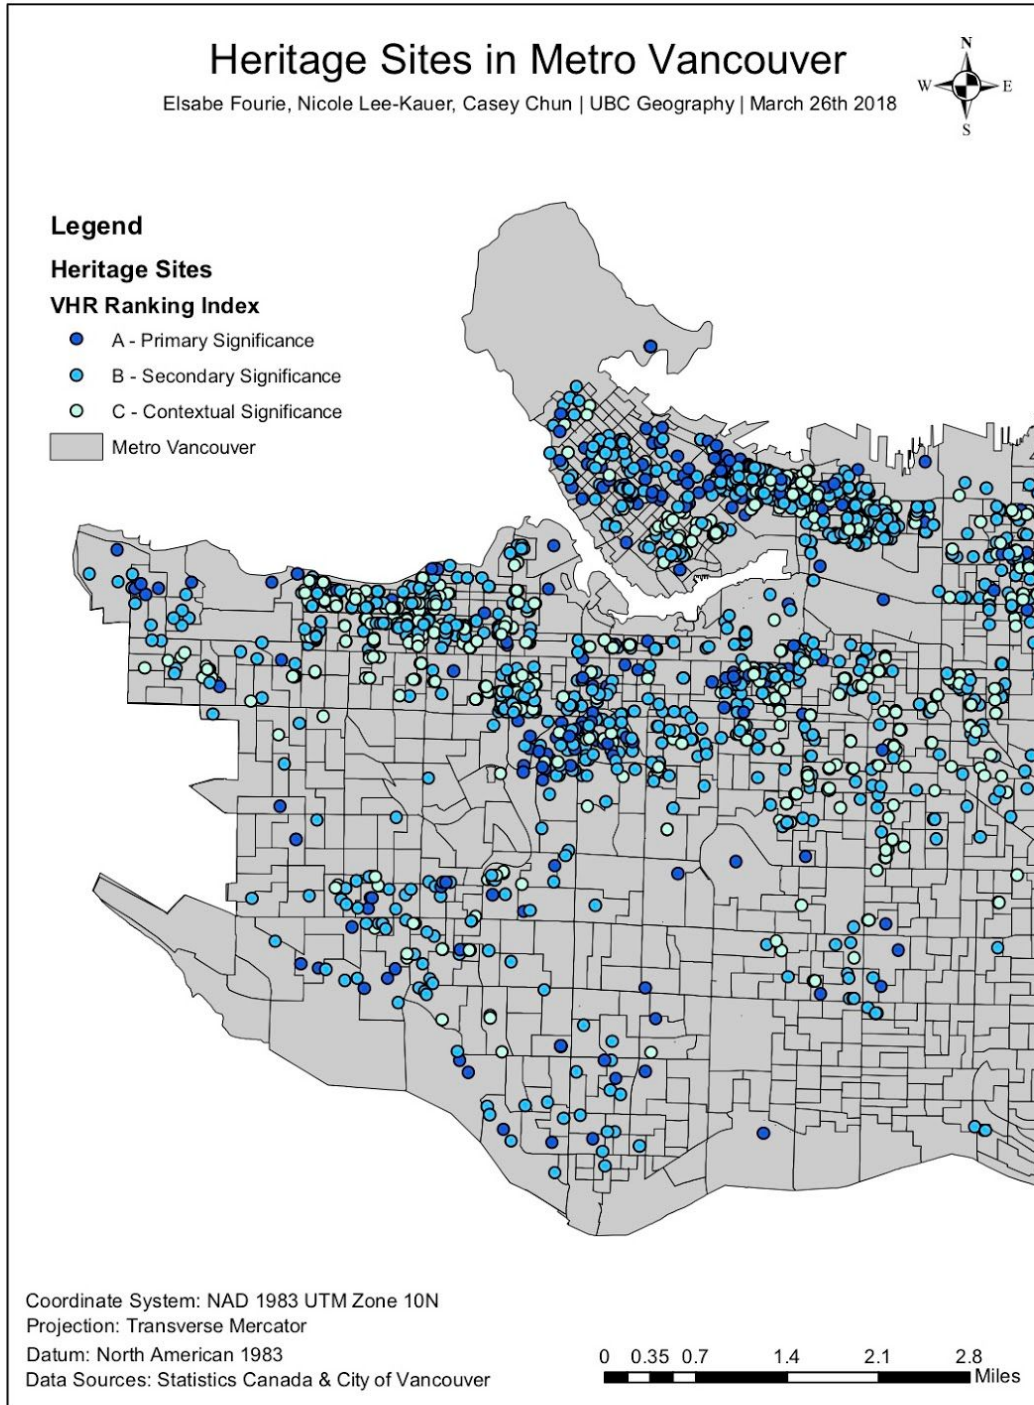 Heritage Sites in Metro Vancouver
Elsabe Fourie, Nicole Lee-Kauer, Casey Chun | UBC Geography | March 26th 2018
N
W E
S
Legend
Heritage Sites
VHR Ranking Index
A - Primary Significance
B - Secondary Significance
C - Contextual Significance
Metro Vancouver
Coordinate System: NAD 1983 UTM Zone 10N
Projection: Transverse Mercator
Datum: North American 1983
Data Sources: Statistics Canada & City of Vancouver
0 0.35 0.7 1.4 2.1 2.8
Miles